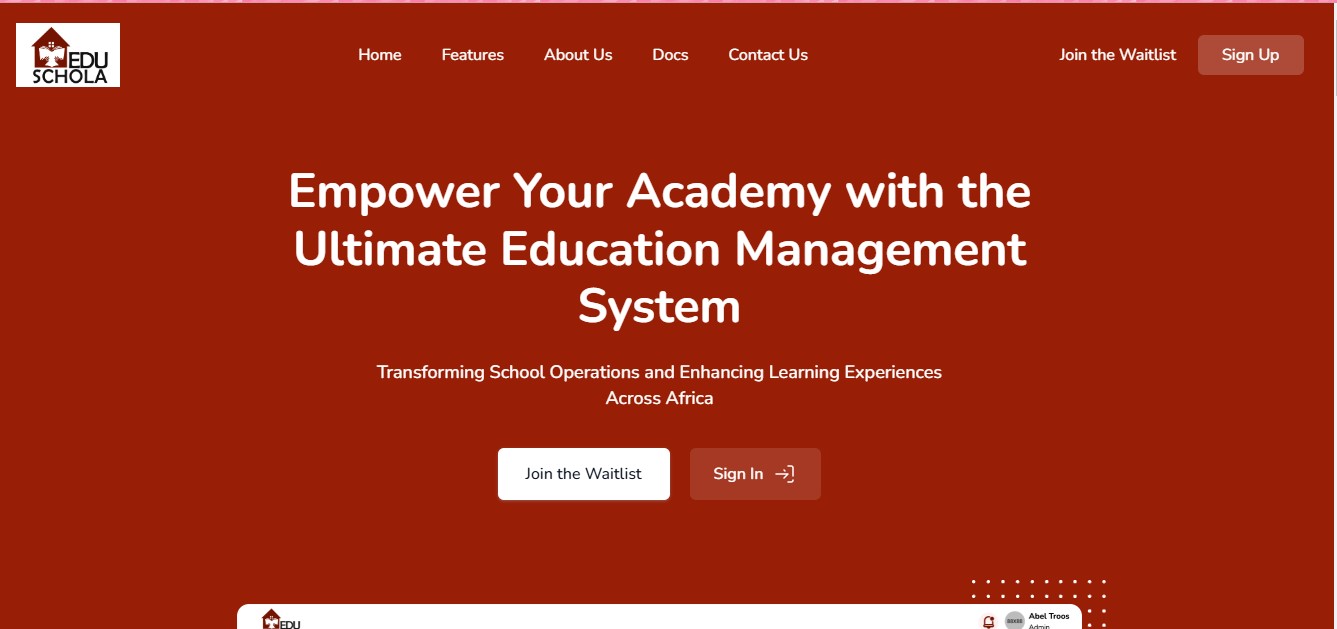 EDU
SCHOLA
Home
Features
About Us
Docs
Contact Us
Join the Waitlist
Sign Up
Empower Your Academy with the
Ultimate Education Management
System
Transforming School Operations and Enhancing Learning Experiences
Across Africa
Join the Waitlist
Sign In
EDU
Abel Troos
Admin